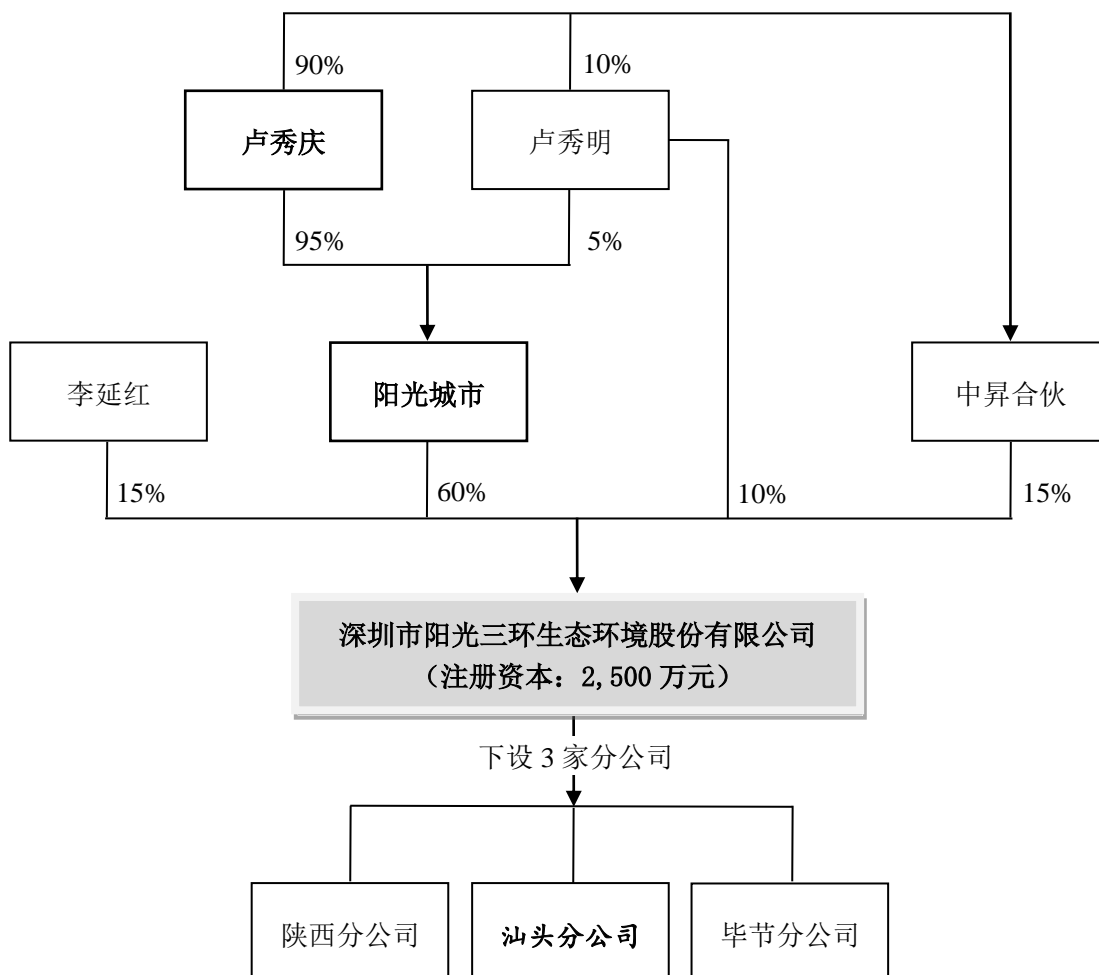 90%
10%
卢秀庆
卢秀明
95%
5%
李延红
阳光城市
中昇合伙
15%
60%
10%
15%
深圳市阳光三环生态环境股份有限公司
（注册资本：2,500 万元）
下设 3 家分公司
陕西分公司
汕头分公司
毕节分公司